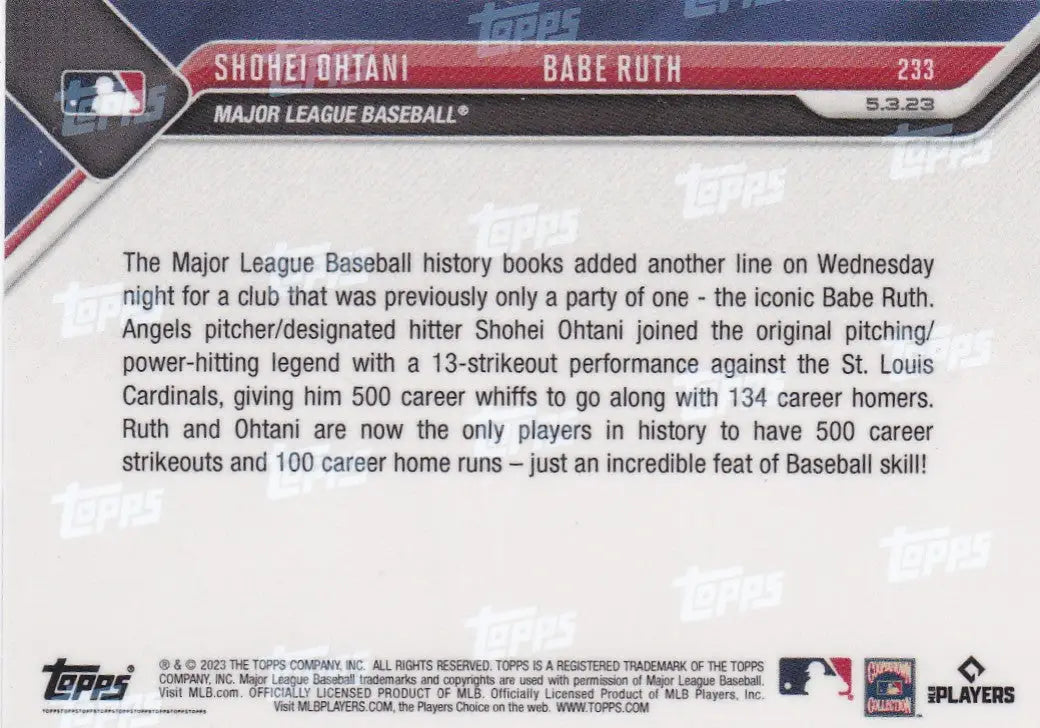 SHOHEI OHTANI BABE RUTH 233
5.3.23
MAJOR LEAGUE BASEBALL®
The Major League Baseball history books added another line on Wednesday
night for a club that was previously only a party of one - the iconic Babe Ruth.
Angels pitcher/designated hitter Shohei Ohtani joined the original pitching/
power-hitting legend with a 13-strikeout performance against the St. Louis
Cardinals, giving him 500 career whiffs to go along with 134 career homers.
Ruth and Ohtani are now the only players in history to have 500 career
strikeouts and 100 career home runs – just an incredible feat of Baseball skill!
Topps®
TOPPSTOPPSTOPPSTOPPSTOPPSTOPPSTOPPSTOPPS
® & © 2023 THE TOPPS COMPANY, INC. ALL RIGHTS RESERVED. TOPPS IS A REGISTERED TRADEMARK OF THE TOPPS
COMPANY, INC. Major League Baseball trademarks and copyrights are used with permission of Major League Baseball.
Visit MLB.com. OFFICIALLY LICENSED PRODUCT OF MLB. Officially Licensed Product of MLB Players, Inc.
Visit MLBPLAYERS.COM, the Players Choice on the web. WWW.TOPPS.COM
COOPERSTOWN
COLLECTION
MLB PLAYERS